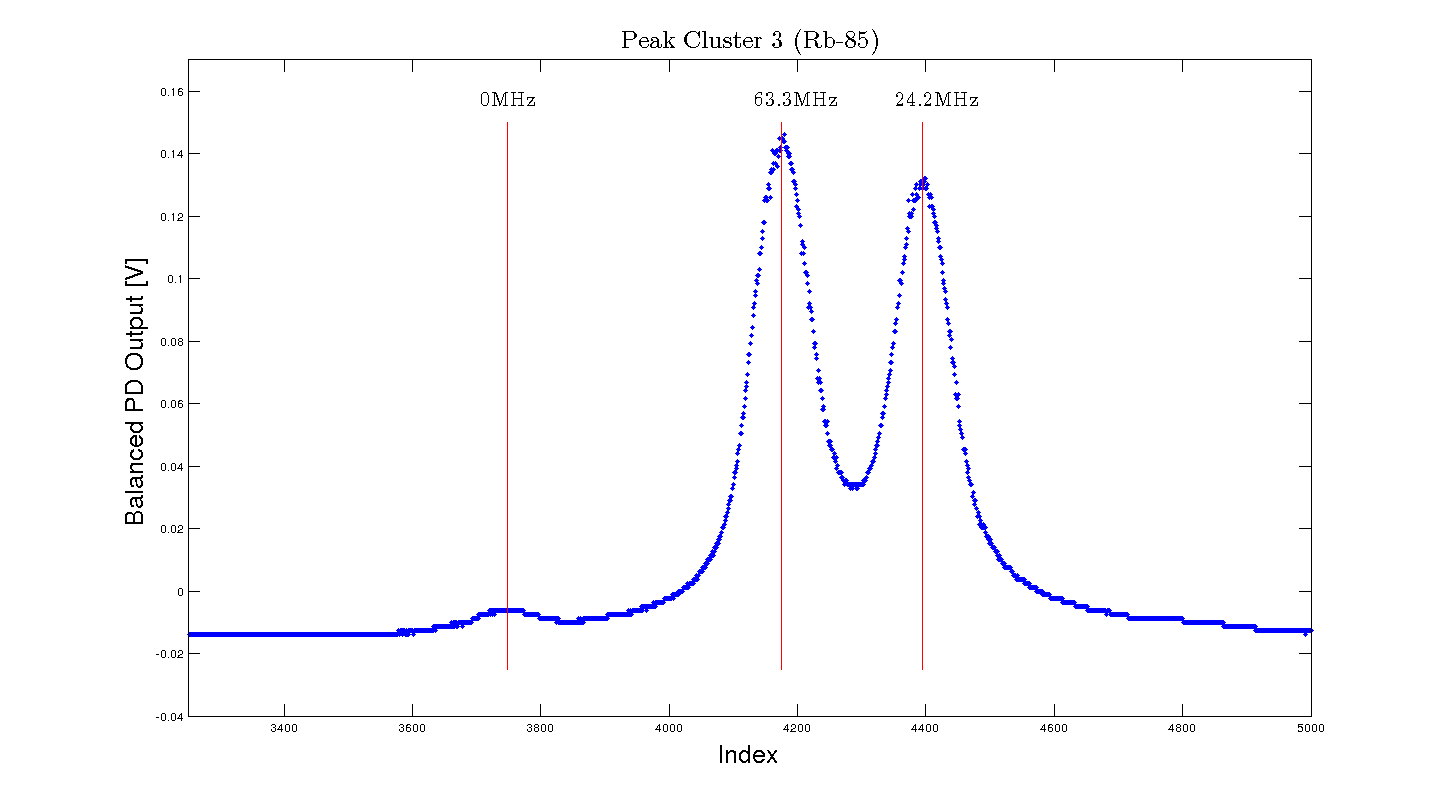 Peak Cluster 3 (Rb-85)
0MHz 63.3MHz 24.2MHz
0.16
0.14
0.12
0.1
0.08
0.06
0.04
0.02
0
-0.02
-0.04
Balanced PD Output [V]
3400 3600 3800 4000 4200 4400 4600 4800 5000
Index